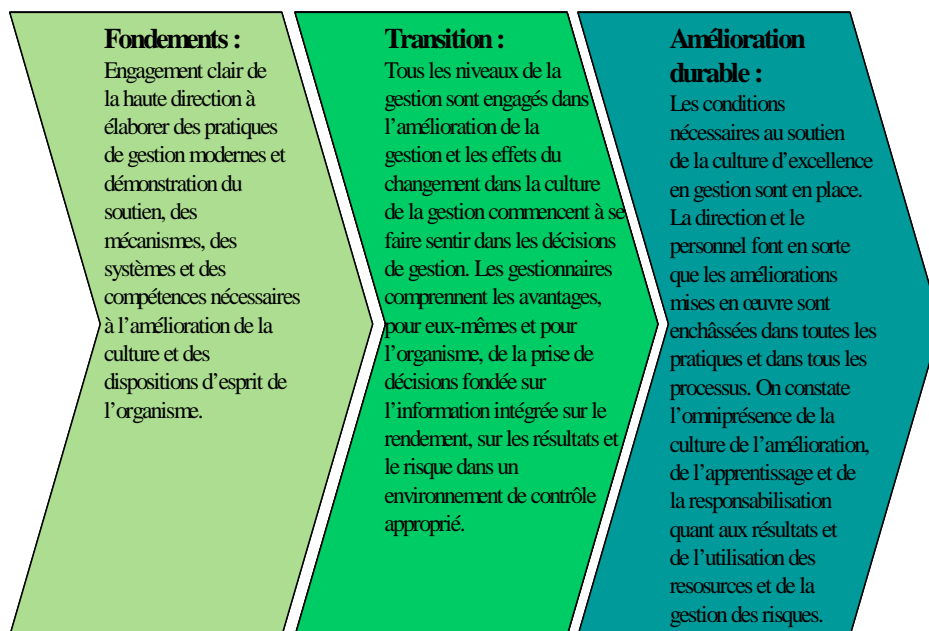 Fondements :
Engagement clair de
la haute direction à
élaborer des pratiques
de gestion modernes et
démonstration du
soutien, des
mécanismes, des
systèmes et des
compétences nécessaires
à l’amélioration de la
culture et des
dispositions d’esprit de
l’organisme.
Transition :
Tous les niveaux de la
gestion sont engagés dans
l’amélioration de la
gestion et les effets du
changement dans la culture
de la gestion commencent à se
faire sentir dans les décisions
de gestion. Les gestionnaires
comprennent les avantages,
pour eux-mêmes et pour
l’organisme, de la prise de
décisions fondée sur
l’information intégrée sur le
rendement, sur les résultats et
le risque dans un
environnement de contrôle
approprié.
Amélioration
durable :
Les conditions
nécessaires au soutien
de la culture d’excellence
en gestion sont en place.
La direction et le
personnel font en sorte
que les améliorations
mises en œuvre sont
enchâssées dans toutes les
pratiques et dans tous les
processus. On constate
l’omniprésence de la
culture de l’amélioration,
de l’apprentissage et de
la responsabilisation
quant aux résultats et
de l’utilisation des
resosurces et de la
gestion des risques.